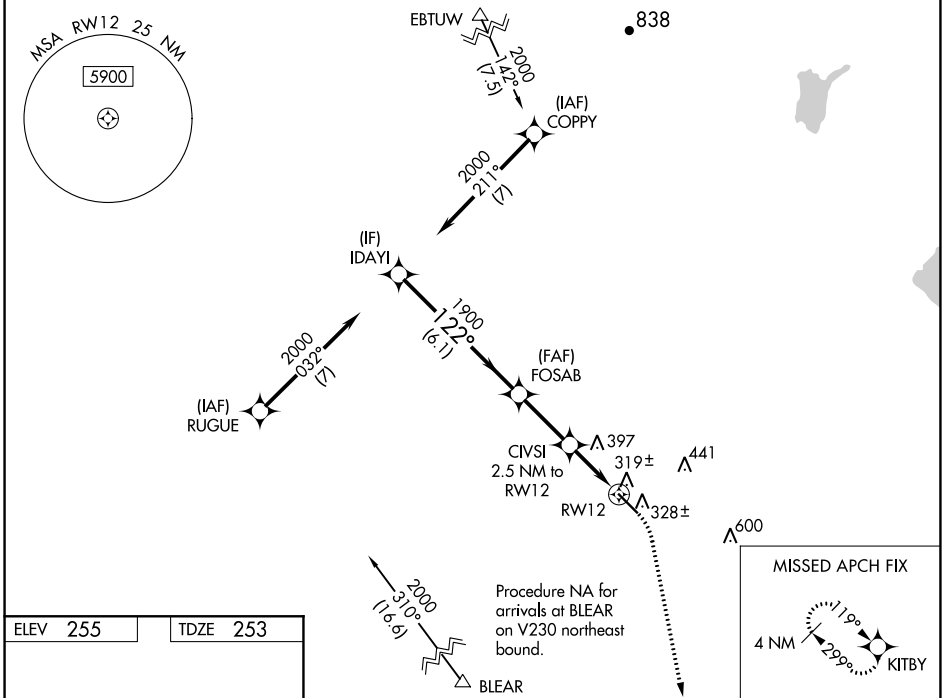 MSA RW12 25 NM
5900
EBTUW
838
2000
142°
(7.5)
(IAF)
COPPY
2000
211°
(7)
(IF)
IDAYI
1900
122°
(6.1)
2000
032°
(7)
(IAF)
RUGUE
(FAF)
FOSAB
CIVSI
2.5 NM to
RW12
397
319±
441
RW12
328±
600
2000
310°
(16.6)
BLEAR
Procedure NA for
arrivals at BLEAR
on V230 northeast
bound.
MISSED APCH FIX
4 NM
119°
299°
KITBY
ELEV 255
TDZE 253